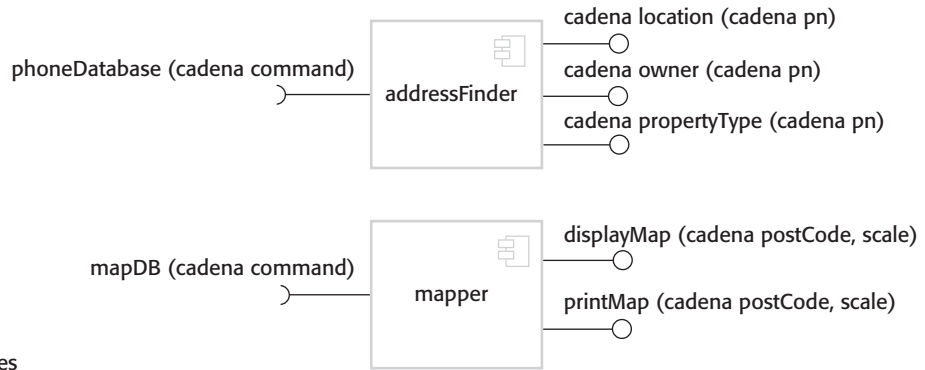 cadena location (cadena pn)
phoneDatabase (cadena command)
cadena owner (cadena pn)
addressFinder
cadena propertyType (cadena pn)
displayMap (cadena postCode, scale)
mapDB (cadena command)
mapper
printMap (cadena postCode, scale)
es